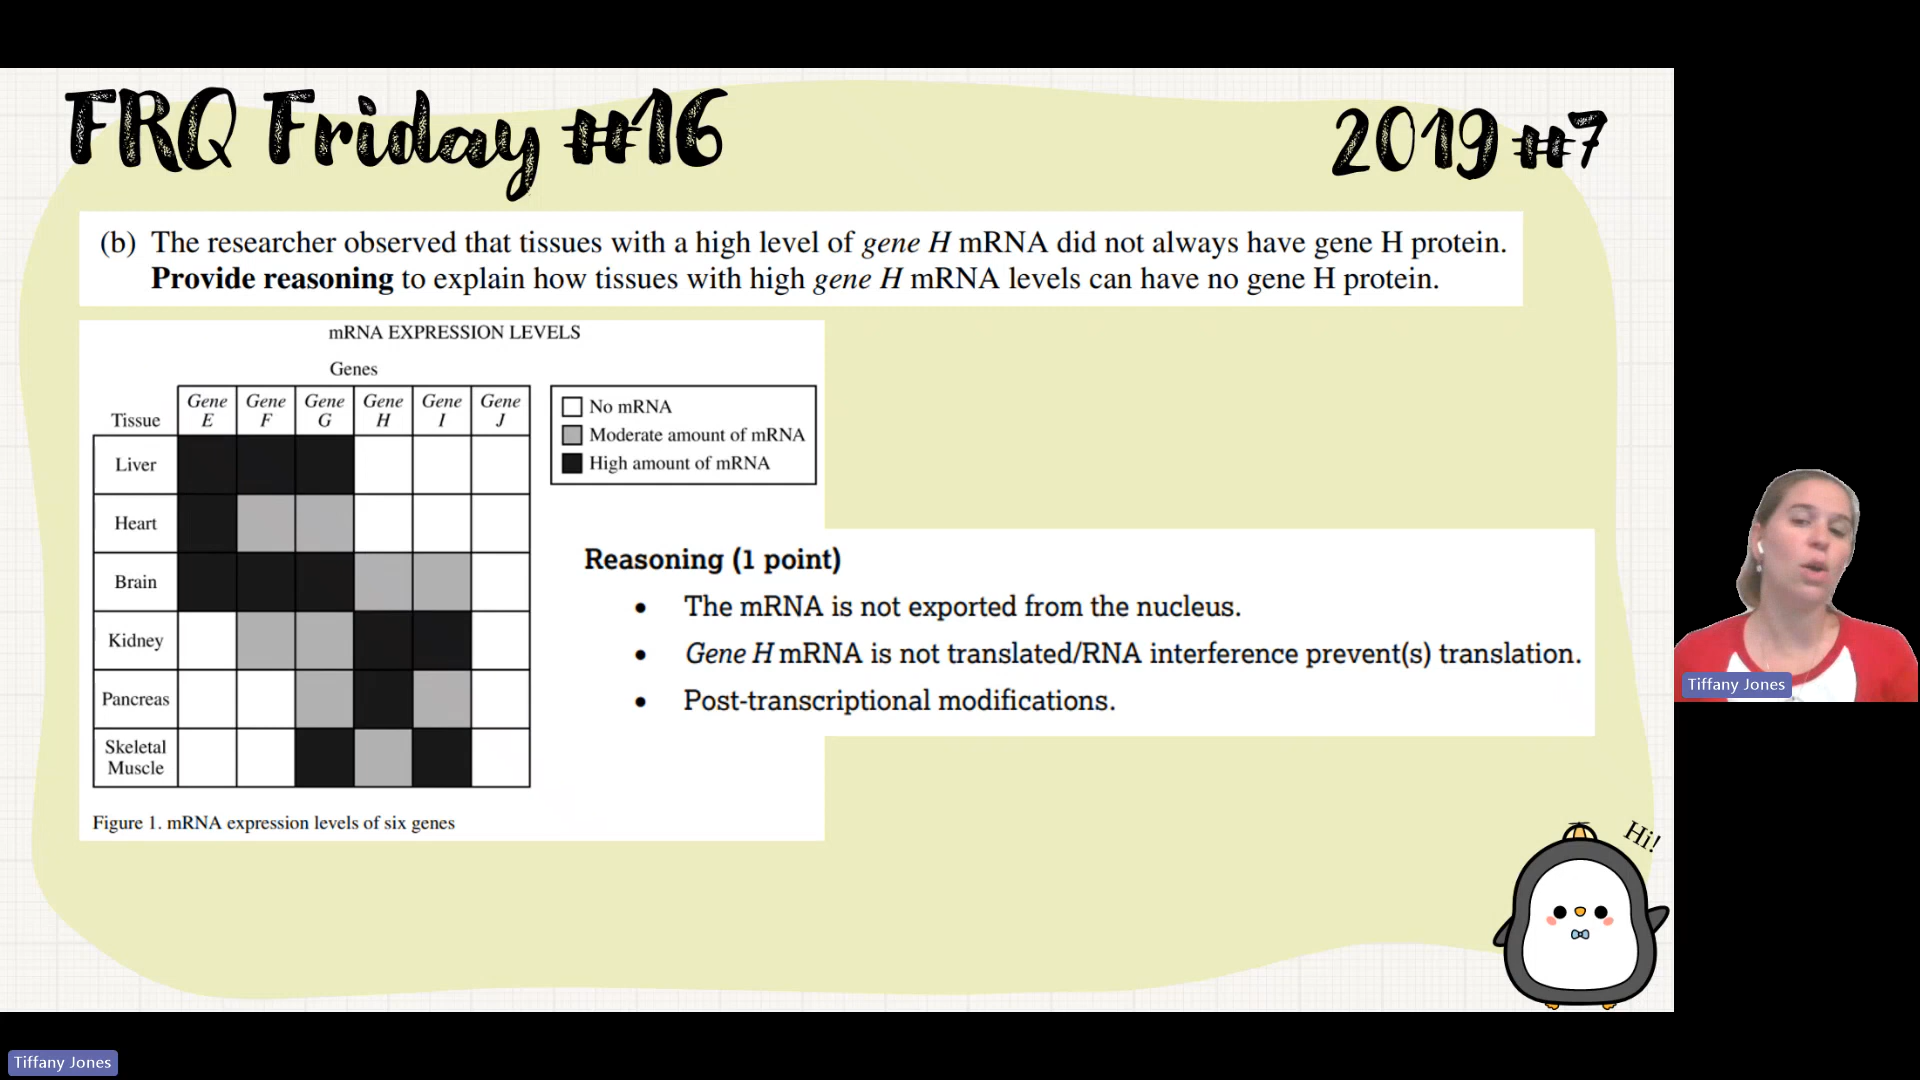 FRQ Friday #16
2019 #7
(b) The researcher observed that tissues with a high level of gene H mRNA did not always have gene H protein.
Provide reasoning to explain how tissues with high gene H mRNA levels can have no gene H protein.
mRNA EXPRESSION LEVELS
Genes
Tissue
Gene E
Gene F
Gene G
Gene H
Gene I
Gene J
Liver
Heart
Brain
Kidney
Pancreas
Skeletal
Muscle
No mRNA
Moderate amount of mRNA
High amount of mRNA
Figure 1. mRNA expression levels of six genes
Reasoning (1 point)
• The mRNA is not exported from the nucleus.
• Gene H mRNA is not translated/RNA interference prevent(s) translation.
• Post-transcriptional modifications.
Hi!
Tiffany Jones
Tiffany Jones